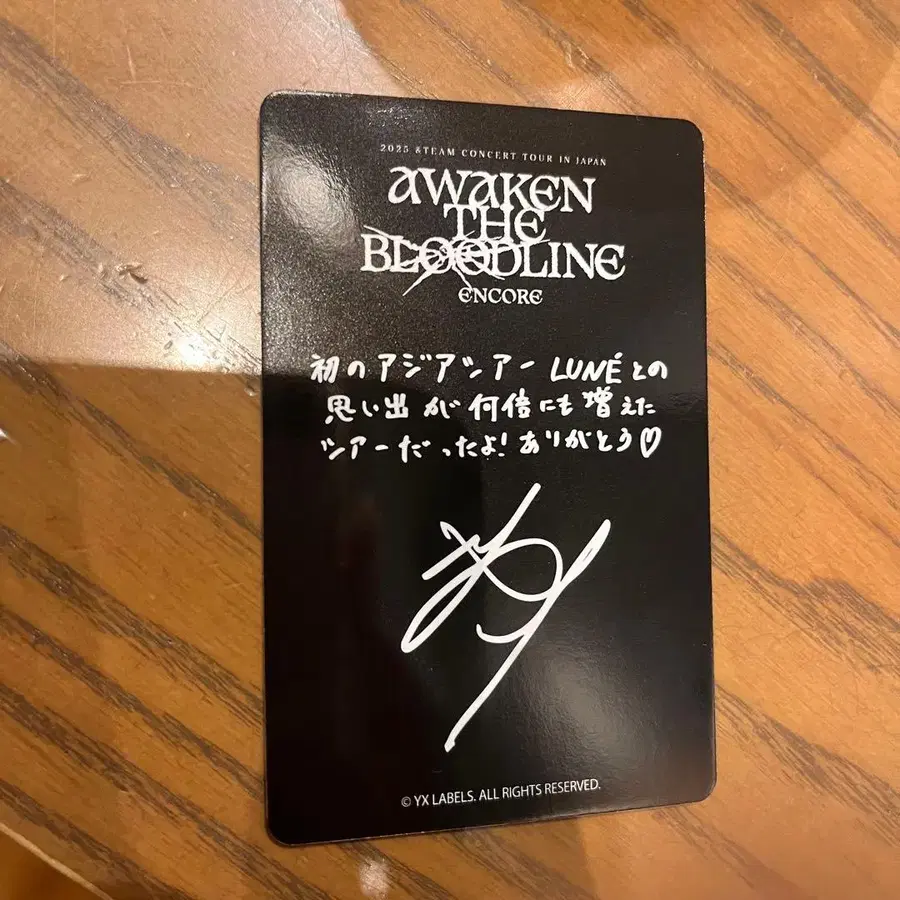 2025 &TEAM CONCERT TOUR IN JAPAN
AWAKEN
THE
BLOODLINE
ENCORE
初のアジアツアー LUNÉとの
思い出が何倍にも増えた
ツアーだったよ! ありがとう♡
© YX LABELS. ALL RIGHTS RESERVED.